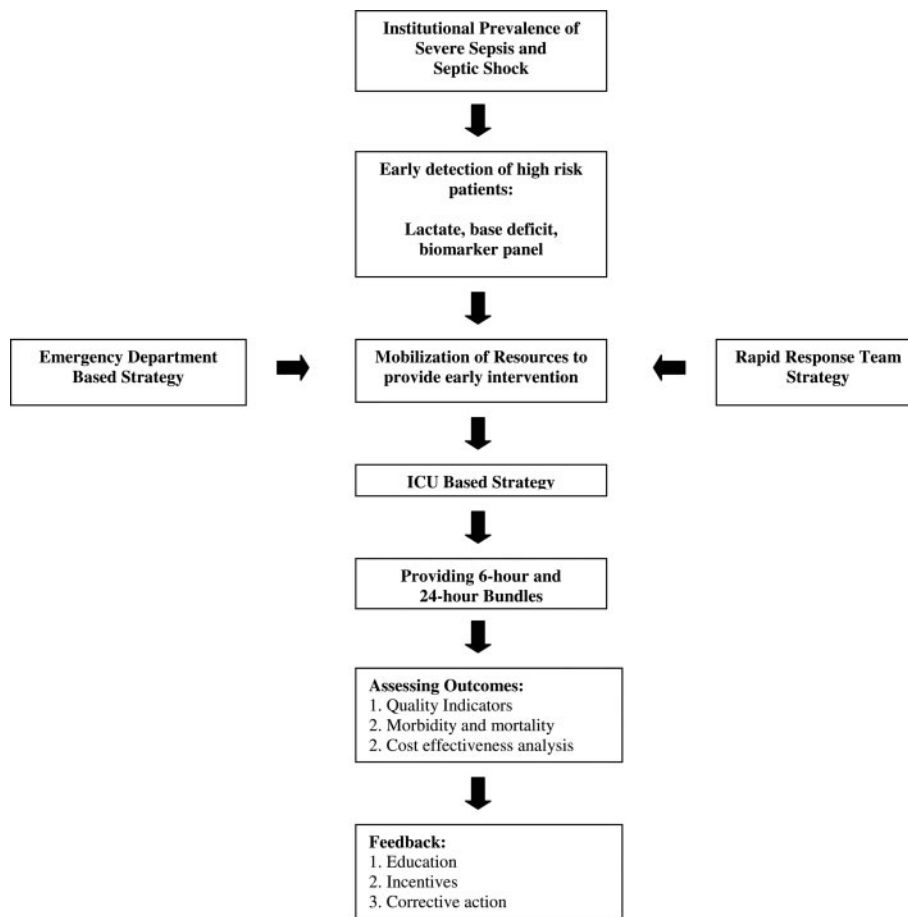 Institutional Prevalence of
Severe Sepsis and
Septic Shock
Early detection of high risk
patients:
Lactate, base deficit,
biomarker panel
Emergency Department
Based Strategy
Mobilization of Resources to
provide early intervention
Rapid Response Team
Strategy
ICU Based Strategy
Providing 6-hour and
24-hour Bundles
Assessing Outcomes:
1. Quality Indicators
2. Morbidity and mortality
2. Cost effectiveness analysis
Feedback:
1. Education
2. Incentives
3. Corrective action